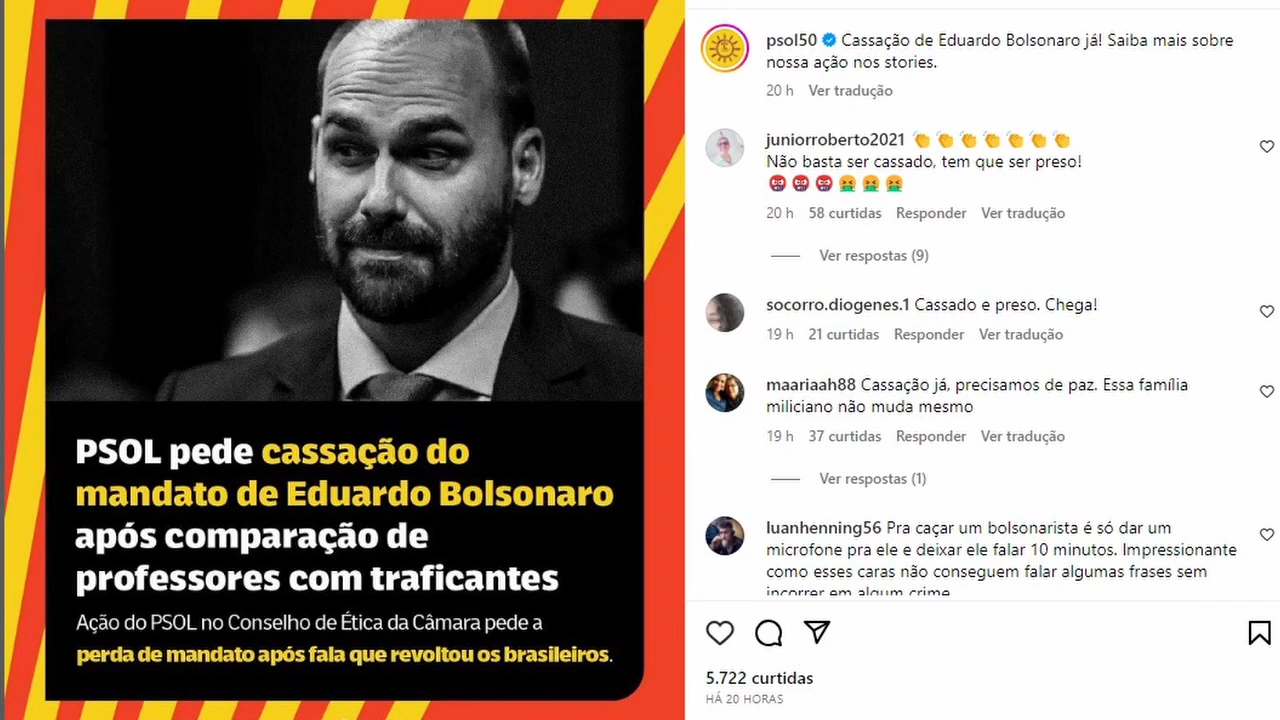 PSOL pede cassação do
mandato de Eduardo Bolsonaro
após comparação de
professores com traficantes
Ação do PSOL no Conselho de Ética da Câmara pede a
perda de mandato após fala que revoltou os brasileiros.
psol50 Cassação de Eduardo Bolsonaro já! Saiba mais sobre
nossa ação nos stories.
20 h Ver tradução
juniorroberto2021 👏👏👏👏👏👏👏
Não basta ser cassado, tem que ser preso!
🤬🤬🤬🤮🤮🤮
20 h 58 curtidas Responder Ver tradução
Ver respostas (9)
socorro.diogenes.1 Cassado e preso. Chega!
19 h 21 curtidas Responder Ver tradução
maariaah88 Cassação já, precisamos de paz. Essa família
miliciano não muda mesmo
19 h 37 curtidas Responder Ver tradução
Ver respostas (1)
luanhenning56 Pra caçar um bolsonarista é só dar um
microfone pra ele e deixar ele falar 10 minutos. Impressionante
como esses caras não conseguem falar algumas frases sem
incorrer em algum crime
5.722 curtidas
HÁ 20 HORAS